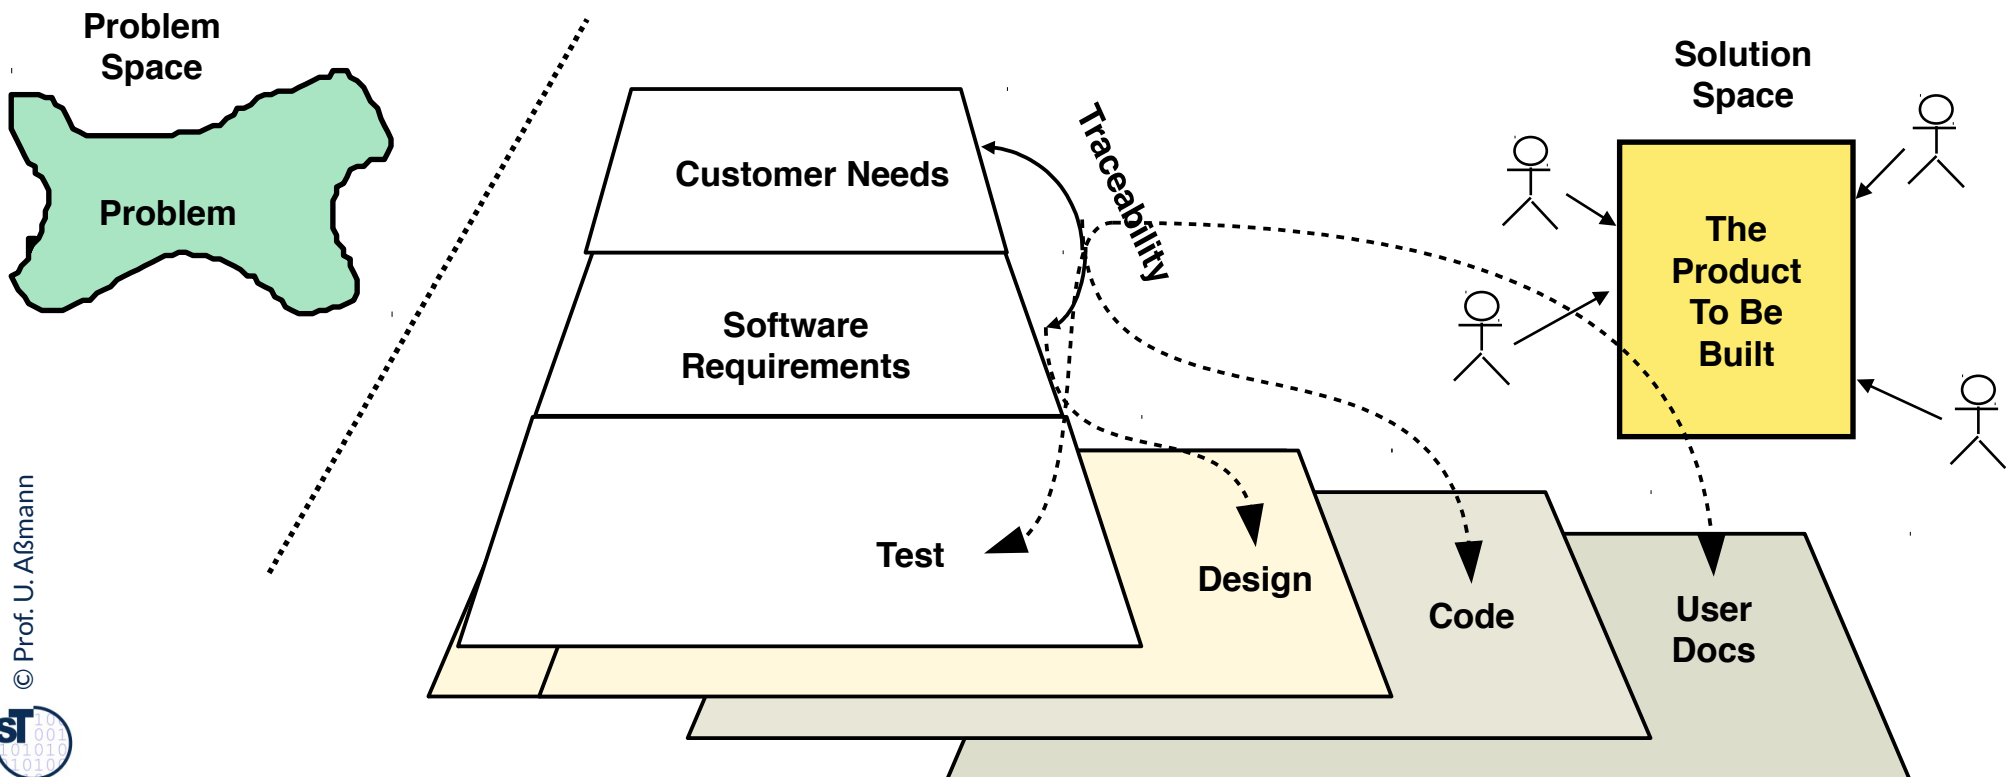 Problem
Space
Problem
Customer Needs
Software
Requirements
Test
Traceability
Design
Code
User
Docs
Solution
Space
The
Product
To Be
Built
© Prof. U. Aßmann
sT